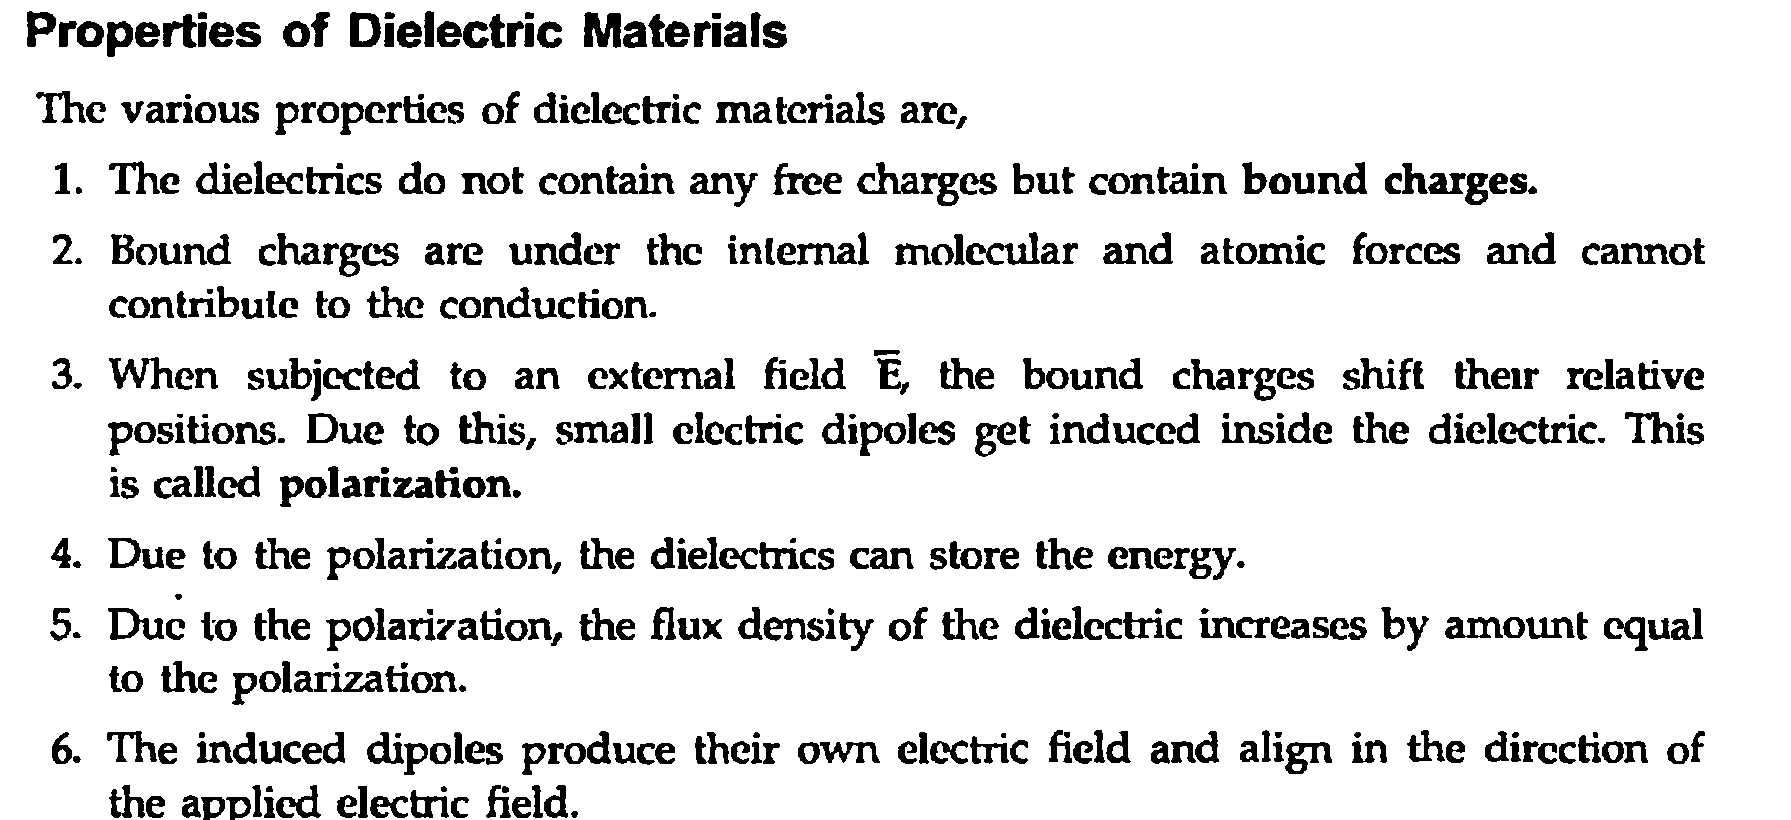 Properties of Dielectric Materials
The various properties of dielectric materials are,
1. The dielectrics do not contain any free charges but contain bound charges.
2. Bound charges are under the internal molecular and atomic forces and cannot
contribute to the conduction.
3. When subjected to an external field E̅, the bound charges shift their relative
positions. Due to this, small electric dipoles get induced inside the dielectric. This
is called polarization.
4. Due to the polarization, the dielectrics can store the energy.
5. Due to the polarization, the flux density of the dielectric increases by amount equal
to the polarization.
6. The induced dipoles produce their own electric field and align in the direction of
the applied electric field.